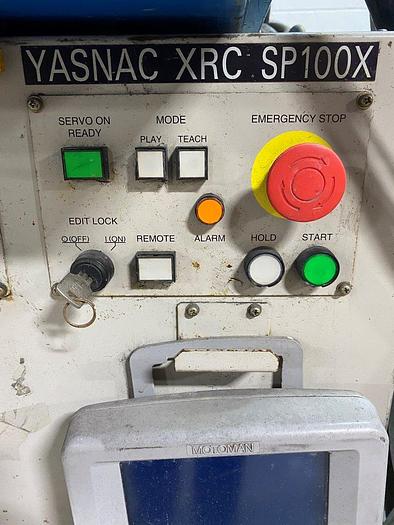 YASNAC XRC SP100X
SERVO ON READY
MODE
PLAY TEACH
EMERGENCY STOP
EDIT LOCK
O(OFF) I(ON)
REMOTE
ALARM
HOLD
START
MOTOMAN